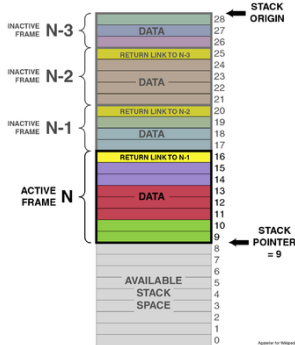 STACK
ORIGIN
28
INACTIVE
FRAME N-3
DATA
27
26
RETURN LINK TO N-3
25
24
INACTIVE
FRAME N-2
DATA
23
22
21
RETURN LINK TO N-2
20
19
INACTIVE
FRAME N-1
DATA
18
17
RETURN LINK TO N-1
16
15
14
ACTIVE
FRAME N
DATA
13
12
11
10
9
STACK
POINTER
= 9
8
7
6
AVAILABLE
STACK
SPACE
5
4
3
2
1
0